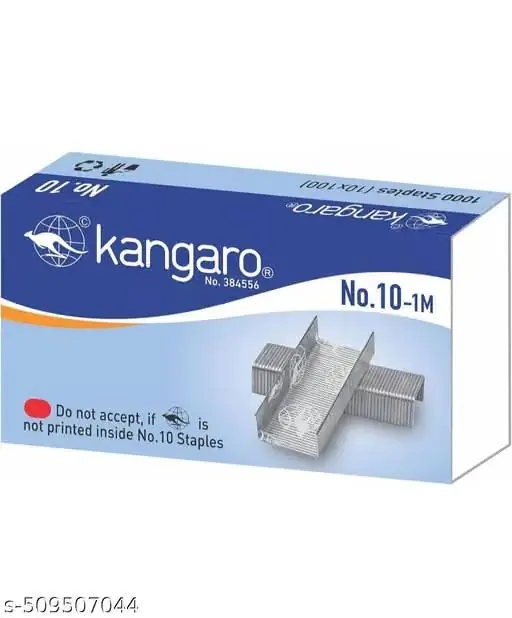 No.10
1000 Staples (10x100)
kangaro®
©
kangaro®
No. 384556
No.10-1M
Do not accept, if is
not printed inside No.10 Staples
s-509507044